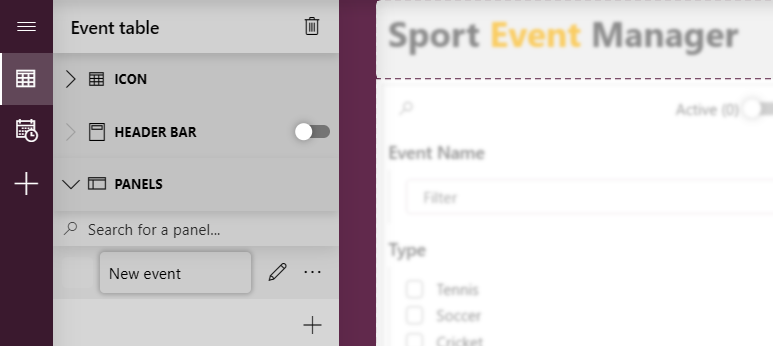 Event table
ICON
HEADER BAR
PANELS
Search for a panel...
New event
Sport Event Manager
Active (0)
Event Name
Filter
Type
Tennis
Soccer
Cricket